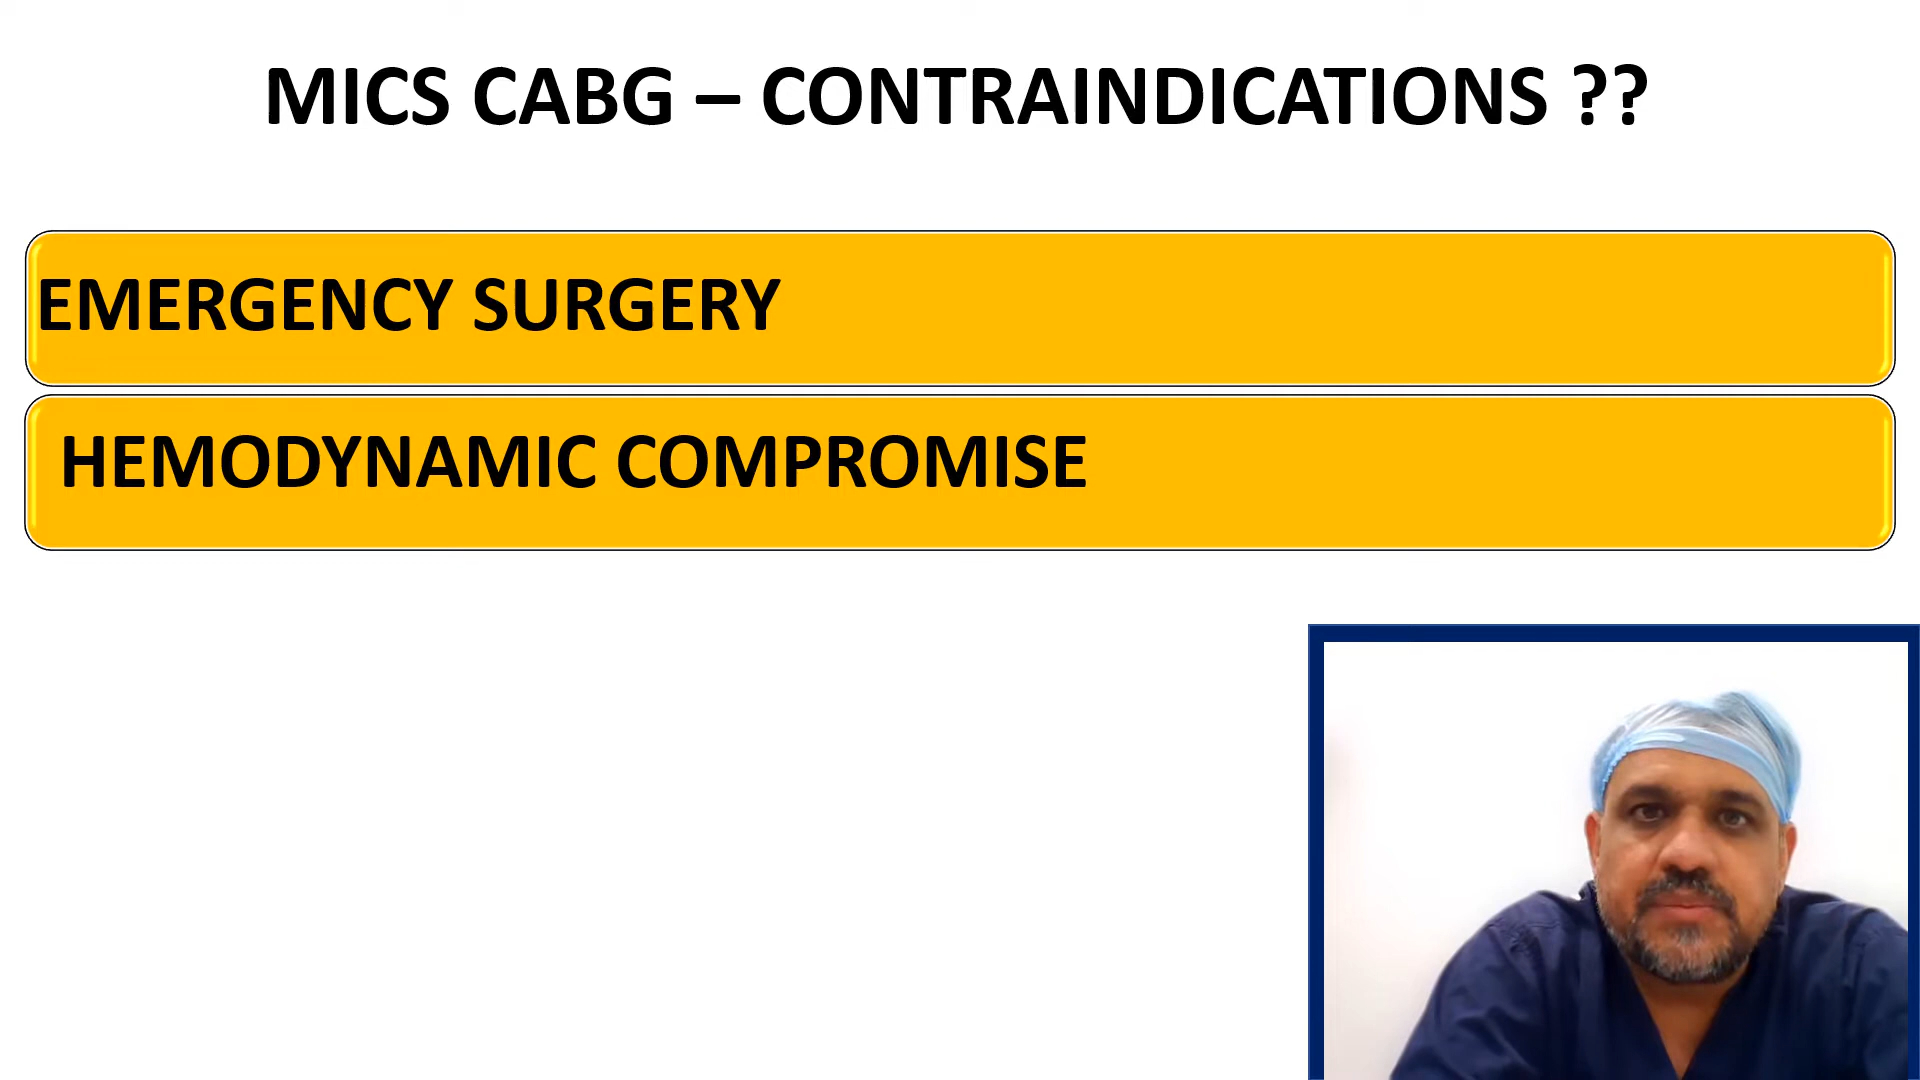 MICS CABG – CONTRAINDICATIONS ??
EMERGENCY SURGERY
HEMODYNAMIC COMPROMISE